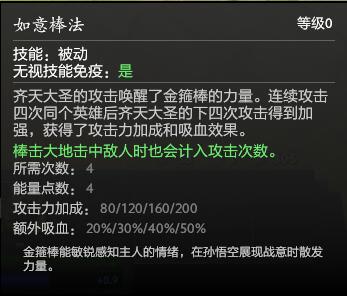 如意棒法 等级0
技能：被动
无视技能免疫：是
齐天大圣的攻击唤醒了金箍棒的力量。连续攻击
四次同个英雄后齐天大圣的下四次攻击得到加
强，获得了攻击力加成和吸血效果。
棒击大地击中敌人时也会计入攻击次数。
所需次数：4
能量点数：4
攻击力加成：80/120/160/200
额外吸血：20%/30%/40%/50%
金箍棒能敏锐感知主人的情绪，在孙悟空展现战意时散发
力量。
+0.9